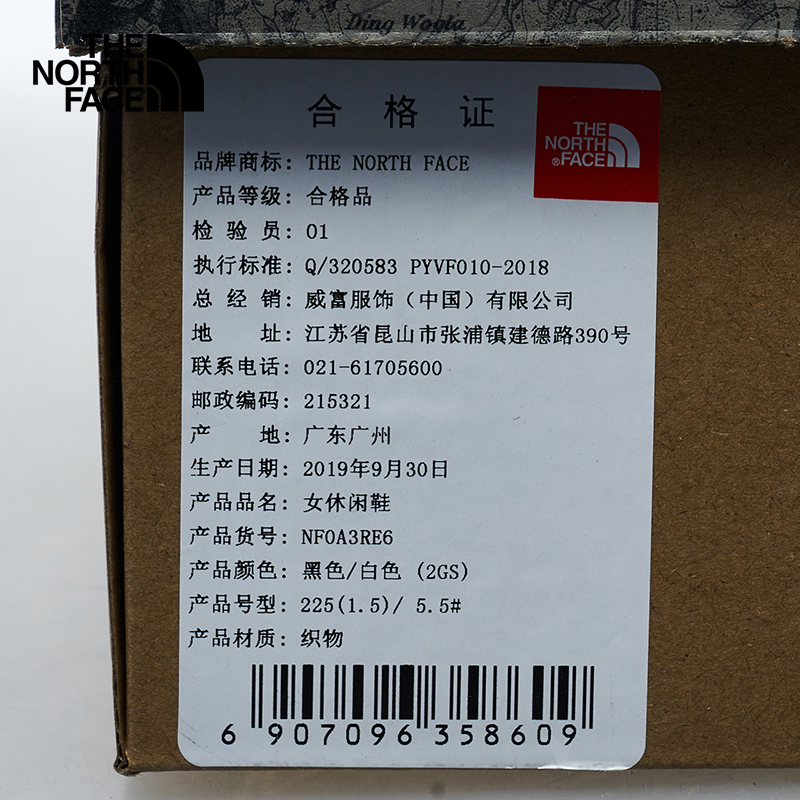 Ding Woola
THE
NORTH
FACE
合格证
THE
NORTH
®FACE
品牌商标: THE NORTH FACE
产品等级: 合格品
检验员: 01
执行标准: Q/320583 PYVF010-2018
总经销: 威富服饰（中国）有限公司
地址: 江苏省昆山市张浦镇建德路390号
联系电话: 021-61705600
邮政编码: 215321
产地: 广东广州
生产日期: 2019年9月30日
产品品名: 女休闲鞋
产品货号: NF0A3RE6
产品颜色: 黑色/白色 (2GS)
产品号型: 225(1.5)/ 5.5#
产品材质: 织物
6 907096 358609